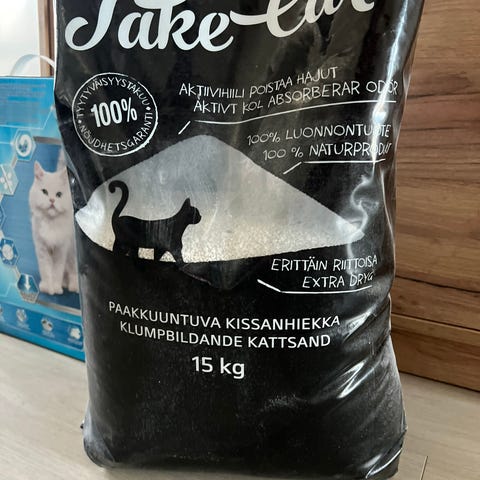 Take Care
TYYTYVÄISYYSTAKUU
100%
NÖJDHETSGARANTI
AKTIIVIHIILI POISTAA HAJUT
AKTIVT KOL ABSORBERAR ODÖR
100% LUONNONTUOTE
100 % NATURPRODUKT
ERITTÄIN RIITTOISA
EXTRA DRYG
PAAKKUUNTUVA KISSANHIEKKA
KLUMPBILDANDE KATTSAND
15 kg